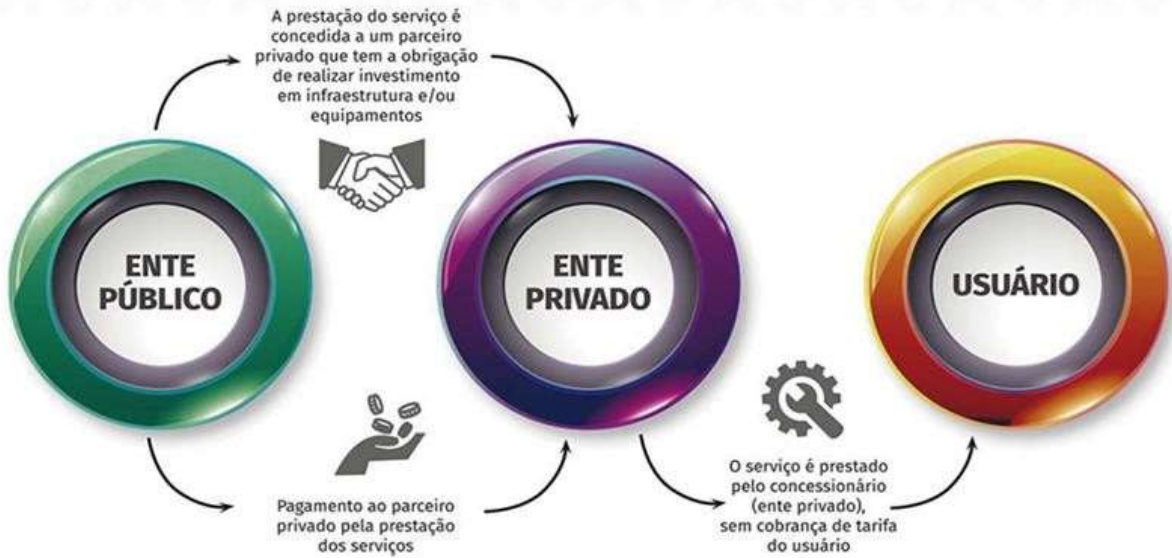 A prestação do serviço é
concedida a um parceiro
privado que tem a obrigação
de realizar investimento
em infraestrutura e/ou
equipamentos
ENTE
PÚBLICO
ENTE
PRIVADO
USUÁRIO
Pagamento ao parceiro
privado pela prestação
dos serviços
O serviço é prestado
pelo concessionário
(ente privado),
sem cobrança de tarifa
do usuário